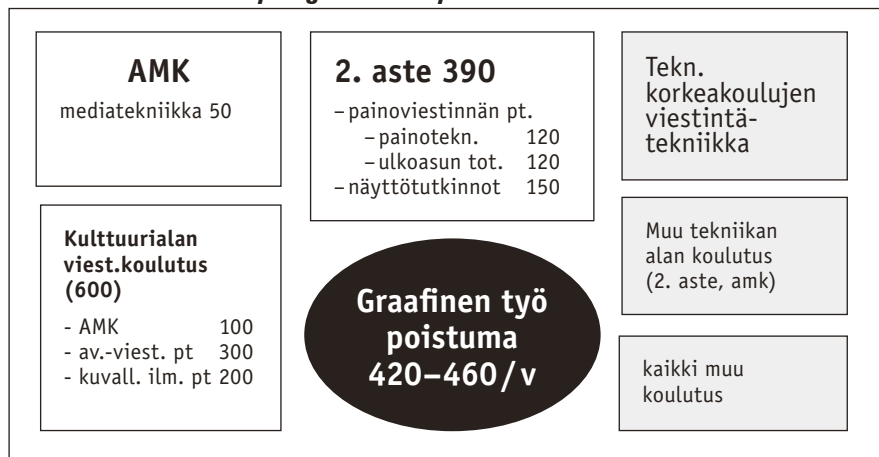 AMK
mediatekniikka 50
2. aste 390
– painoviestinnän pt.
– painotekn. 120
– ulkoasun tot. 120
– näyttötutkinnot 150
Tekn.
korkeakoulujen
viestintä-
tekniikka
Kulttuurialan
viest.koulutus
(600)
- AMK 100
- av.-viest. pt 300
- kuvall. ilm. pt 200
Graafinen työ
poistuma
420–460/v
Muu tekniikan
alan koulutus
(2. aste, amk)
kaikki muu
koulutus